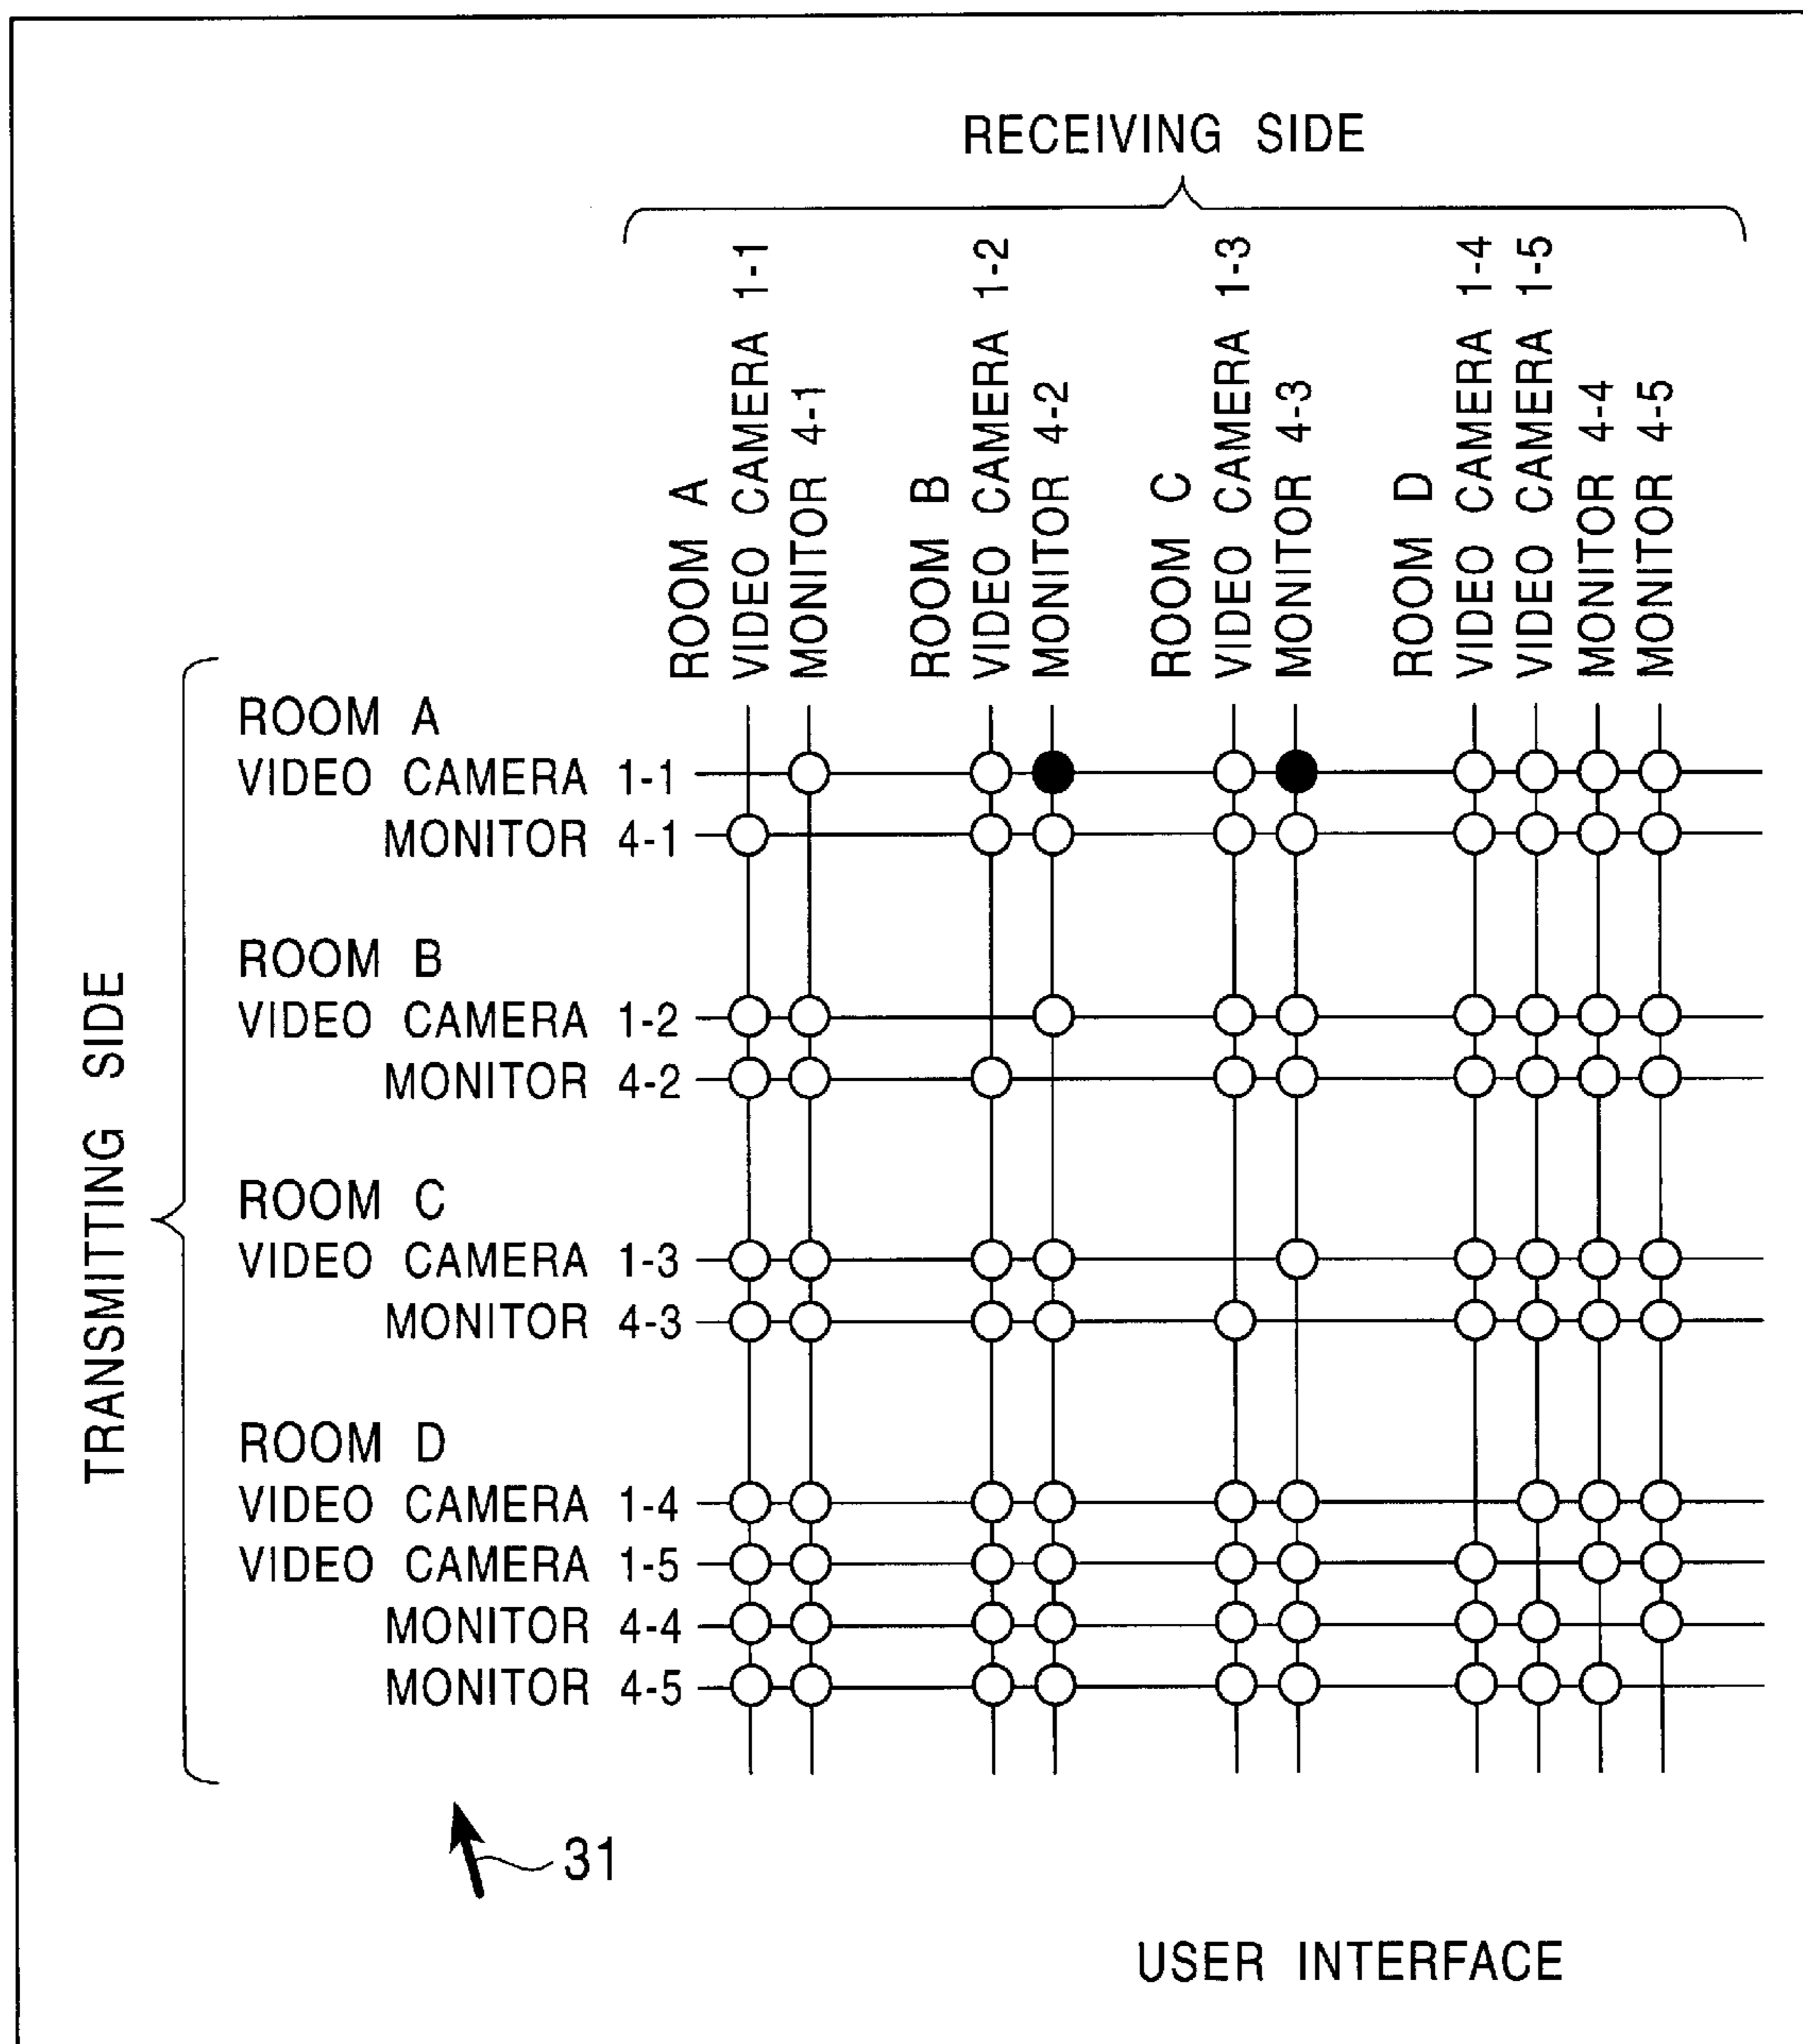 RECEIVING SIDE
ROOM A
VIDEO CAMERA 1-1
MONITOR 4-1
ROOM B
VIDEO CAMERA 1-2
MONITOR 4-2
ROOM C
VIDEO CAMERA 1-3
MONITOR 4-3
ROOM D
VIDEO CAMERA 1-4
VIDEO CAMERA 1-5
MONITOR 4-4
MONITOR 4-5
TRANSMITTING SIDE
ROOM A
VIDEO CAMERA 1-1
MONITOR 4-1
ROOM B
VIDEO CAMERA 1-2
MONITOR 4-2
ROOM C
VIDEO CAMERA 1-3
MONITOR 4-3
ROOM D
VIDEO CAMERA 1-4
VIDEO CAMERA 1-5
MONITOR 4-4
MONITOR 4-5
31
USER INTERFACE